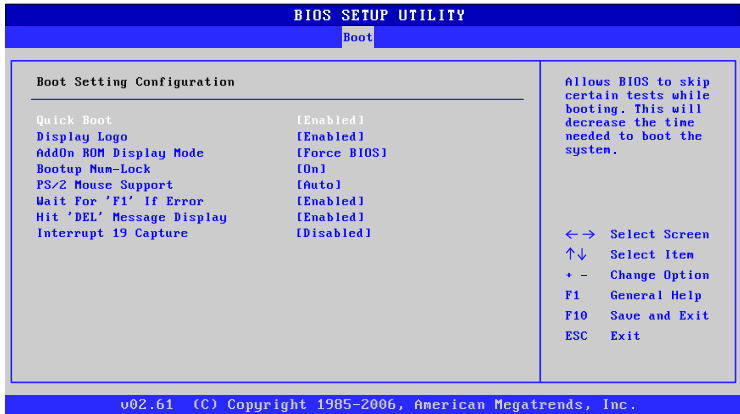 BIOS SETUP UTILITY
Boot
Boot Setting Configuration
Quick Boot [Enabled]
Display Logo [Enabled]
AddOn ROM Display Mode [Force BIOS]
Bootup Num-Lock [On]
PS/2 Mouse Support [Auto]
Wait For 'F1' If Error [Enabled]
Hit 'DEL' Message Display [Enabled]
Interrupt 19 Capture [Disabled]
Allows BIOS to skip
certain tests while
booting. This will
decrease the time
needed to boot the
system.
←→ Select Screen
↑↓ Select Item
+ - Change Option
F1 General Help
F10 Save and Exit
ESC Exit
v02.61 (C) Copyright 1985-2006, American Megatrends, Inc.